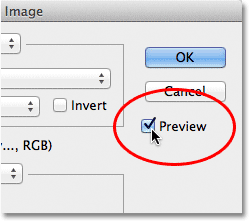 Image
OK
Cancel
Invert
Preview
..., RGB)